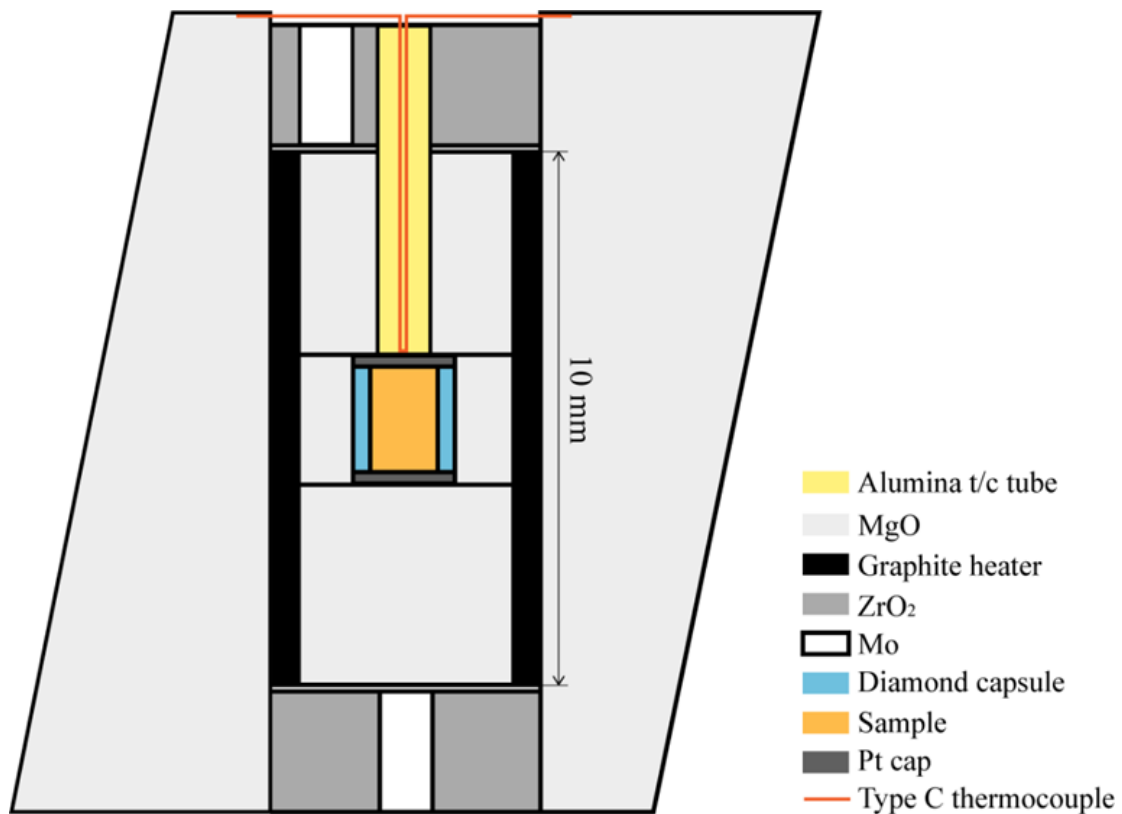 10 mm
Alumina t/c tube
MgO
Graphite heater
ZrO₂
Mo
Diamond capsule
Sample
Pt cap
Type C thermocouple